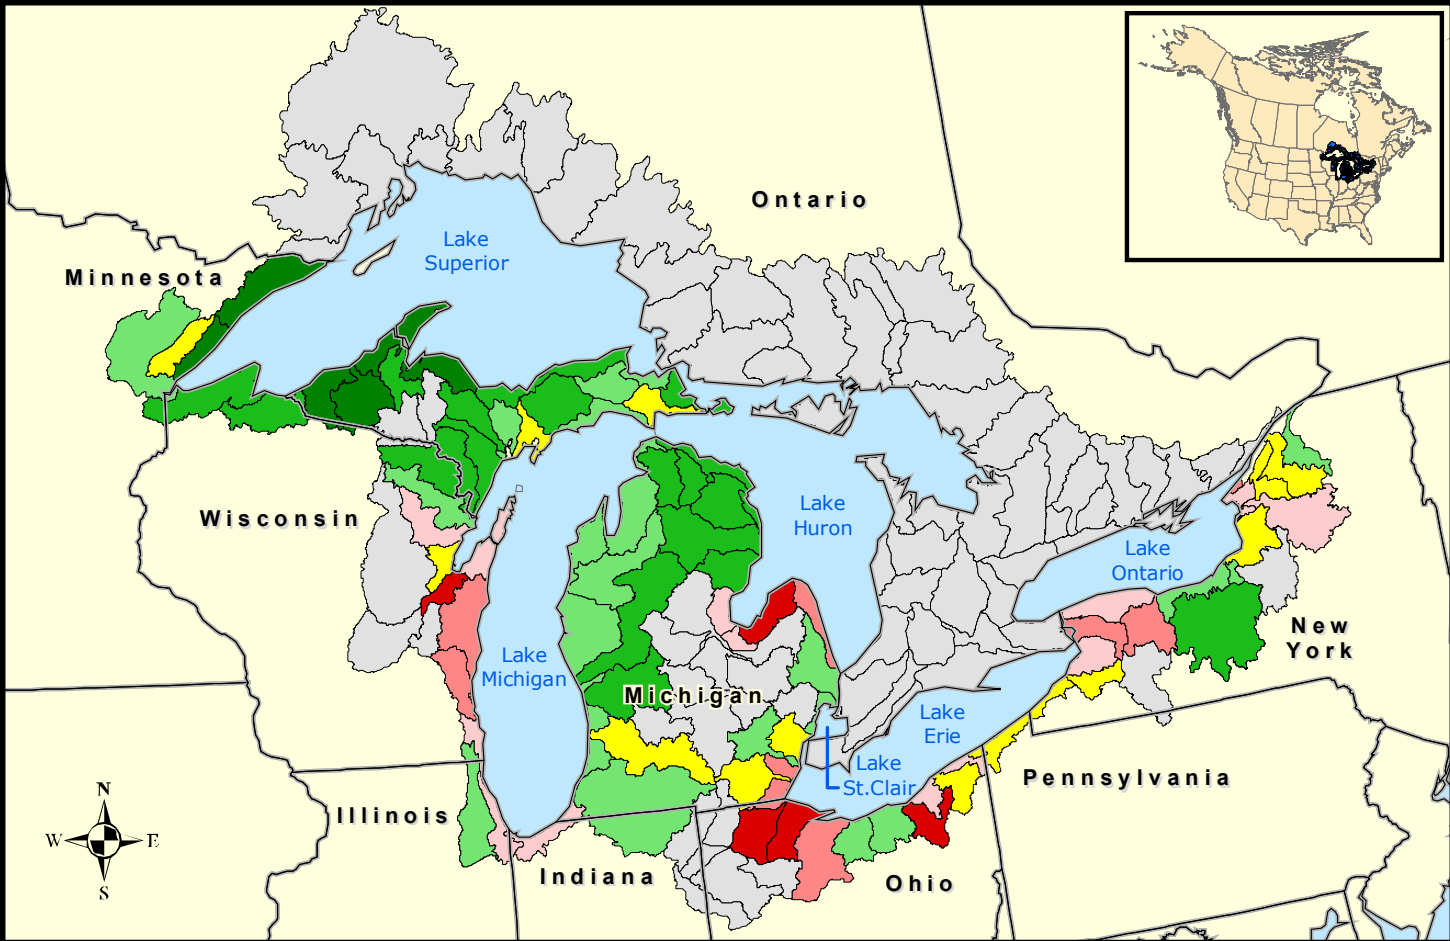 Ontario
Lake
Superior
Minnesota
Lake
Huron
Wisconsin
Lake
Ontario
New
York
Lake
Michigan
Michigan
Lake
Erie
Lake
St.Clair
Pennsylvania
N
W
E
S
Illinois
Indiana
Ohio